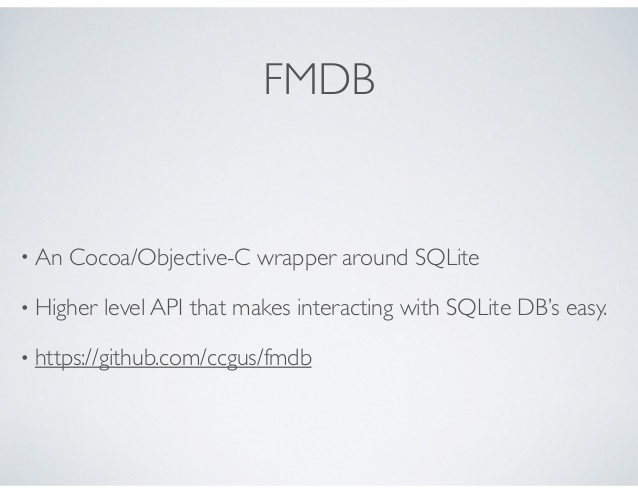 FMDB
• An Cocoa/Objective-C wrapper around SQLite
• Higher level API that makes interacting with SQLite DB’s easy.
• https://github.com/ccgus/fmdb